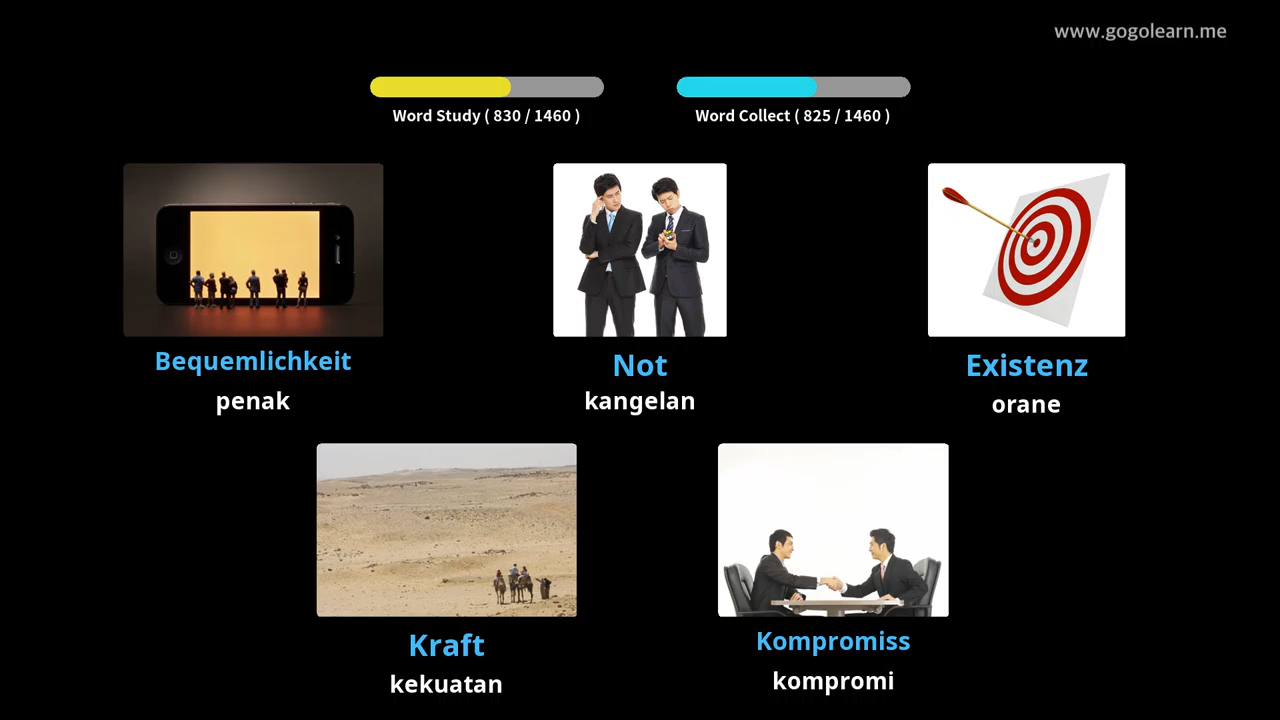 www.gogolearn.me
Word Study ( 830 / 1460 )
Word Collect ( 825 / 1460 )
Bequemlichkeit
penak
Not
kangelan
Existenz
orane
Kraft
kekuatan
Kompromiss
kompromi